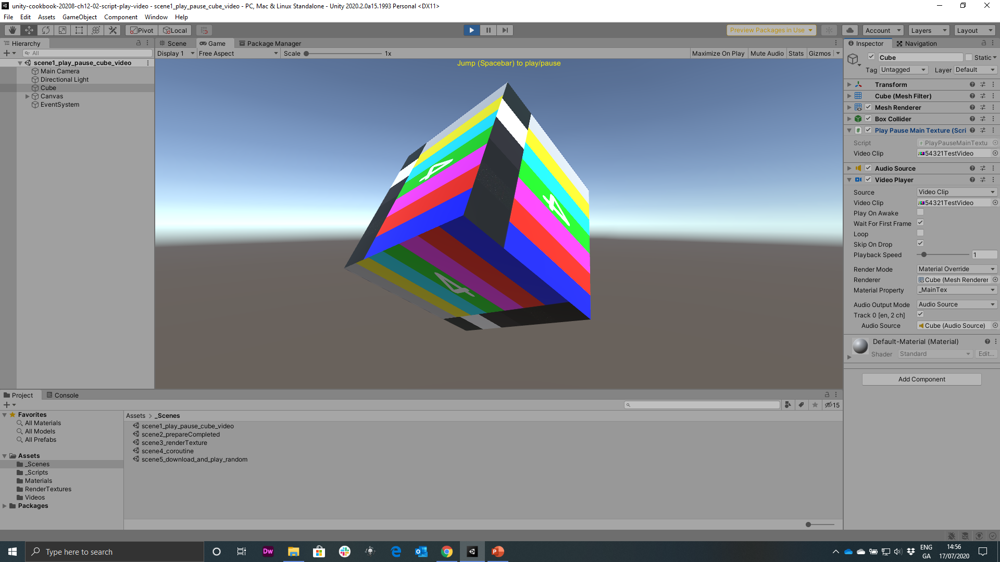 unity-cookbook-20208-ch12-02-script-play-video - scene1_play_pause_cube_video - PC, Mac & Linux Standalone - Unity 2020.2.0a15.1993 Personal <DX11>
File Edit Assets GameObject Component Window Help
Pivot Local Preview Packages in Use Account Layers Layout
Hierarchy
All
scene1_play_pause_cube_video
Main Camera
Directional Light
Cube
Canvas
EventSystem
Scene Game Package Manager
Display 1 Free Aspect Scale 1x Maximize On Play Mute Audio Stats Gizmos
Jump (Spacebar) to play/pause
4
4
4
Inspector Navigation
Cube Static
Tag Untagged Layer Default
Transform
Cube (Mesh Filter)
Mesh Renderer
Box Collider
# Play Pause Main Texture (Scri
Script # PlayPauseMainTextu
Video Clip 54321TestVideo
Audio Source
Video Player
Source Video Clip
Video Clip 54321TestVideo
Play On Awake
Wait For First Frame
Loop
Skip On Drop
Playback Speed 1
Render Mode Material Override
Renderer Cube (Mesh Renderer
Material Property _MainTex
Audio Output Mode Audio Source
Track 0 [en, 2 ch]
Audio Source Cube (Audio Source)
Default-Material (Material)
Shader Standard Edit...
Add Component
Project Console
15
Favorites
All Materials
All Models
All Prefabs
Assets
_Scenes
_Scripts
Materials
RenderTextures
Videos
Packages
Assets > _Scenes
scene1_play_pause_cube_video
scene2_prepareCompleted
scene3_renderTexture
scene4_coroutine
scene5_download_and_play_random
Type here to search
Dw
P
ENG
GA
14:56
17/07/2020